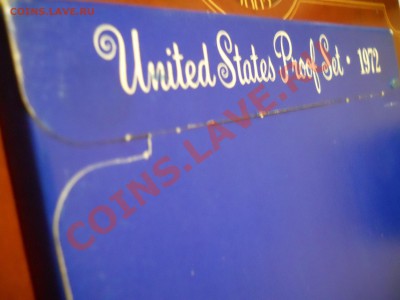 COINS.LAVE.RU
United States Proof Set · 1972
COINS.LAVE.RU